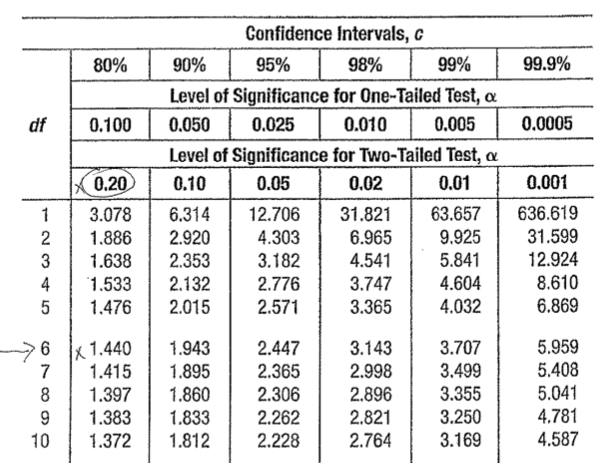 Confidence Intervals, c
80% 90% 95% 98% 99% 99.9%
Level of Significance for One-Tailed Test, α
df 0.100 0.050 0.025 0.010 0.005 0.0005
Level of Significance for Two-Tailed Test, α
x 0.20 0.10 0.05 0.02 0.01 0.001
1 3.078 6.314 12.706 31.821 63.657 636.619
2 1.886 2.920 4.303 6.965 9.925 31.599
3 1.638 2.353 3.182 4.541 5.841 12.924
4 1.533 2.132 2.776 3.747 4.604 8.610
5 1.476 2.015 2.571 3.365 4.032 6.869
→ 6 x 1.440 1.943 2.447 3.143 3.707 5.959
7 1.415 1.895 2.365 2.998 3.499 5.408
8 1.397 1.860 2.306 2.896 3.355 5.041
9 1.383 1.833 2.262 2.821 3.250 4.781
10 1.372 1.812 2.228 2.764 3.169 4.587